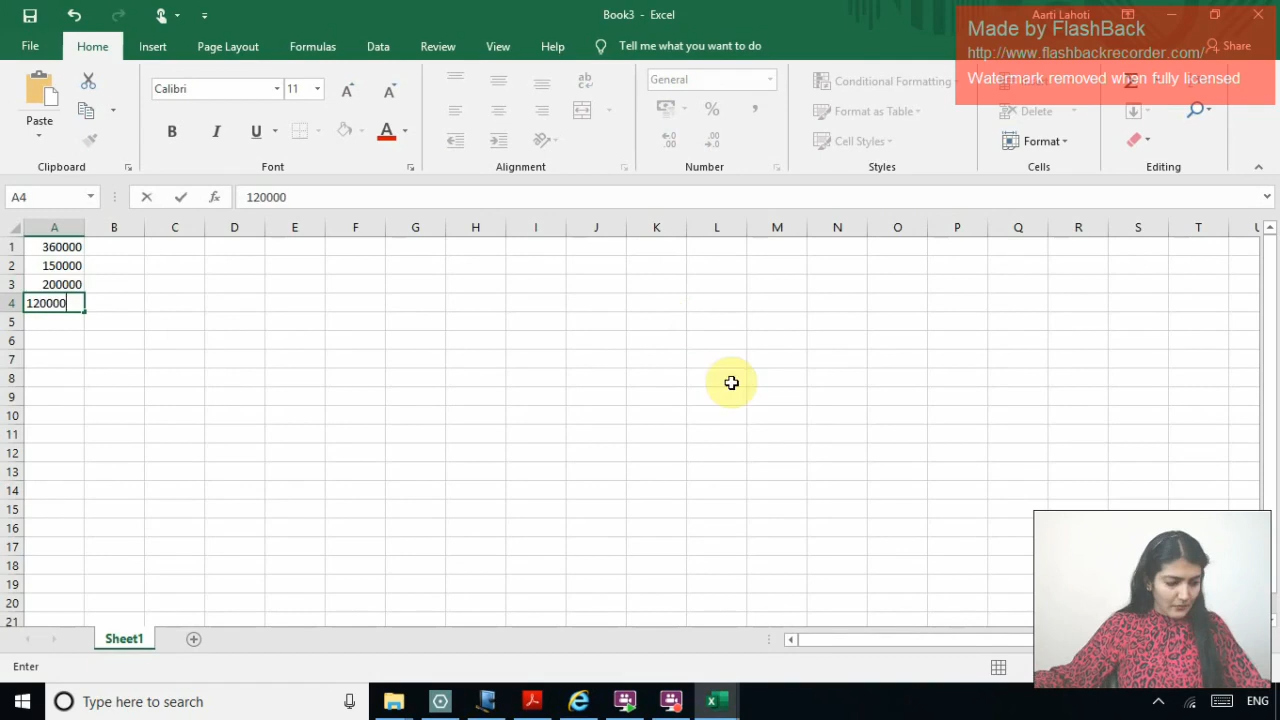 Book3 - Excel
Aarti Lahoti
Made by FlashBack
http://www.flashbackrecorder.com/
Watermark removed when fully licensed
File Home Insert Page Layout Formulas Data Review View Help Tell me what you want to do Share
Paste
Calibri 11
B I U A
ab
General
% ,
Conditional Formatting
Format as Table
Cell Styles
Delete
Format
Clipboard Font Alignment Number Styles Cells Editing
A4 fx 120000
A B C D E F G H I J K L M N O P Q R S T U
1 360000
2 150000
3 200000
4 120000
5
6
7
8
9
10
11
12
13
14
15
16
17
18
19
20
21
Sheet1
Enter
Type here to search
ENG